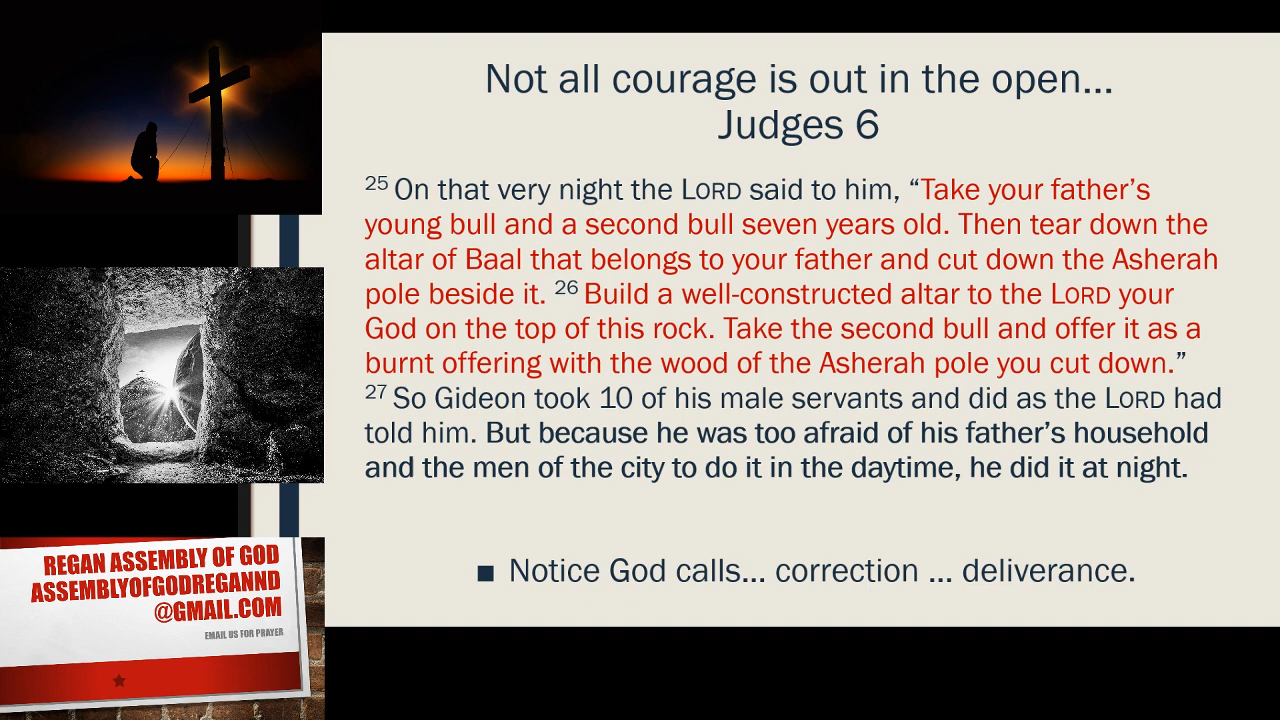 Not all courage is out in the open...
Judges 6
25 On that very night the LORD said to him, “Take your father’s
young bull and a second bull seven years old. Then tear down the
altar of Baal that belongs to your father and cut down the Asherah
pole beside it. 26 Build a well-constructed altar to the LORD your
God on the top of this rock. Take the second bull and offer it as a
burnt offering with the wood of the Asherah pole you cut down.”
27 So Gideon took 10 of his male servants and did as the LORD had
told him. But because he was too afraid of his father’s household
and the men of the city to do it in the daytime, he did it at night.
■ Notice God calls... correction ... deliverance.
REGAN ASSEMBLY OF GOD
ASSEMBLYOFGODREGANND
@GMAIL.COM
EMAIL US FOR PRAYER